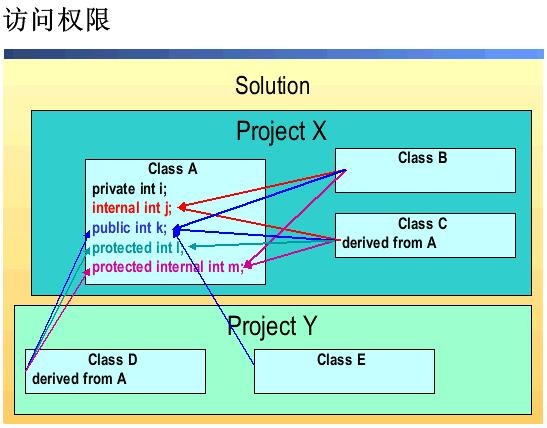 访问权限
Solution
Project X
Class A
private int i;
internal int j;
public int k;
protected int l;
protected internal int m;
Class B
Class C
derived from A
Project Y
Class D
derived from A
Class E